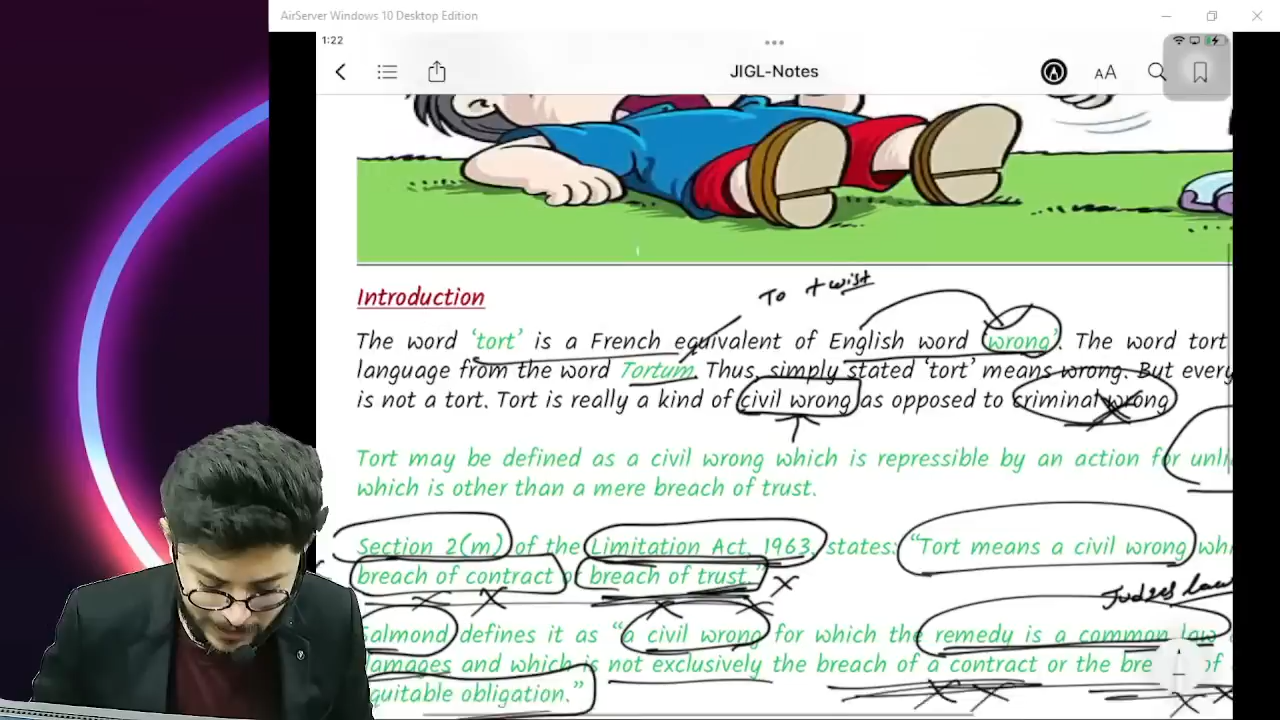 AirServer Windows 10 Desktop Edition
1:22
JIGL-Notes
AA
To twist
Introduction
The word ‘tort’ is a French equivalent of English word ‘wrong’. The word tort
language from the word Tortum. Thus, simply stated ‘tort’ means wrong. But every
is not a tort. Tort is really a kind of civil wrong as opposed to criminal wrong
Tort may be defined as a civil wrong which is repressible by an action for unli
which is other than a mere breach of trust.
Section 2(m) of the Limitation Act, 1963, states: “Tort means a civil wrong whi
breach of contract or breach of trust.”
Judges law
Salmond defines it as “a civil wrong for which the remedy is a common law
damages and which is not exclusively the breach of a contract or the bre of
equitable obligation.”